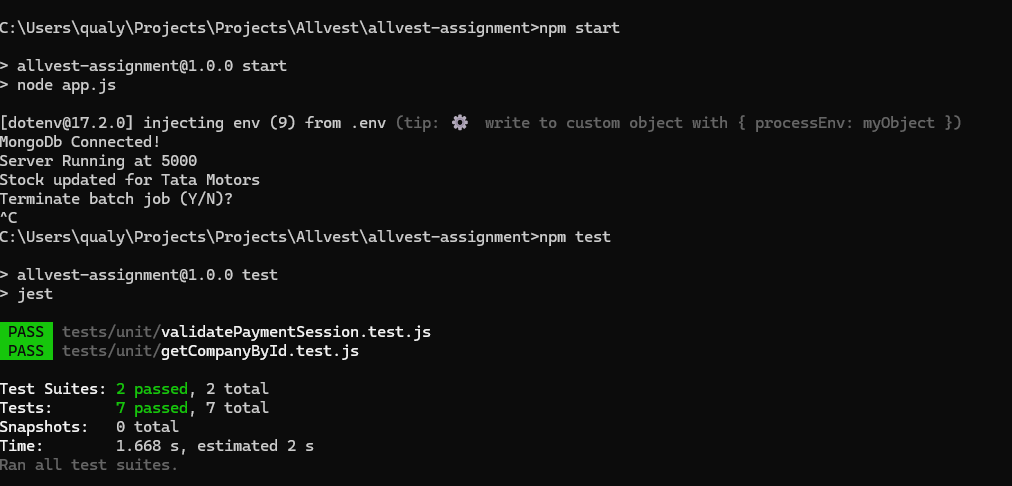 C:\Users\qualy\Projects\Projects\Allvest\allvest-assignment>npm start
> allvest-assignment@1.0.0 start
> node app.js
[dotenv@17.2.0] injecting env (9) from .env (tip: ⚙ write to custom object with { processEnv: myObject })
MongoDb Connected!
Server Running at 5000
Stock updated for Tata Motors
Terminate batch job (Y/N)?
^C
C:\Users\qualy\Projects\Projects\Allvest\allvest-assignment>npm test
> allvest-assignment@1.0.0 test
> jest
PASS tests/unit/validatePaymentSession.test.js
PASS tests/unit/getCompanyById.test.js
Test Suites: 2 passed, 2 total
Tests: 7 passed, 7 total
Snapshots: 0 total
Time: 1.668 s, estimated 2 s
Ran all test suites.